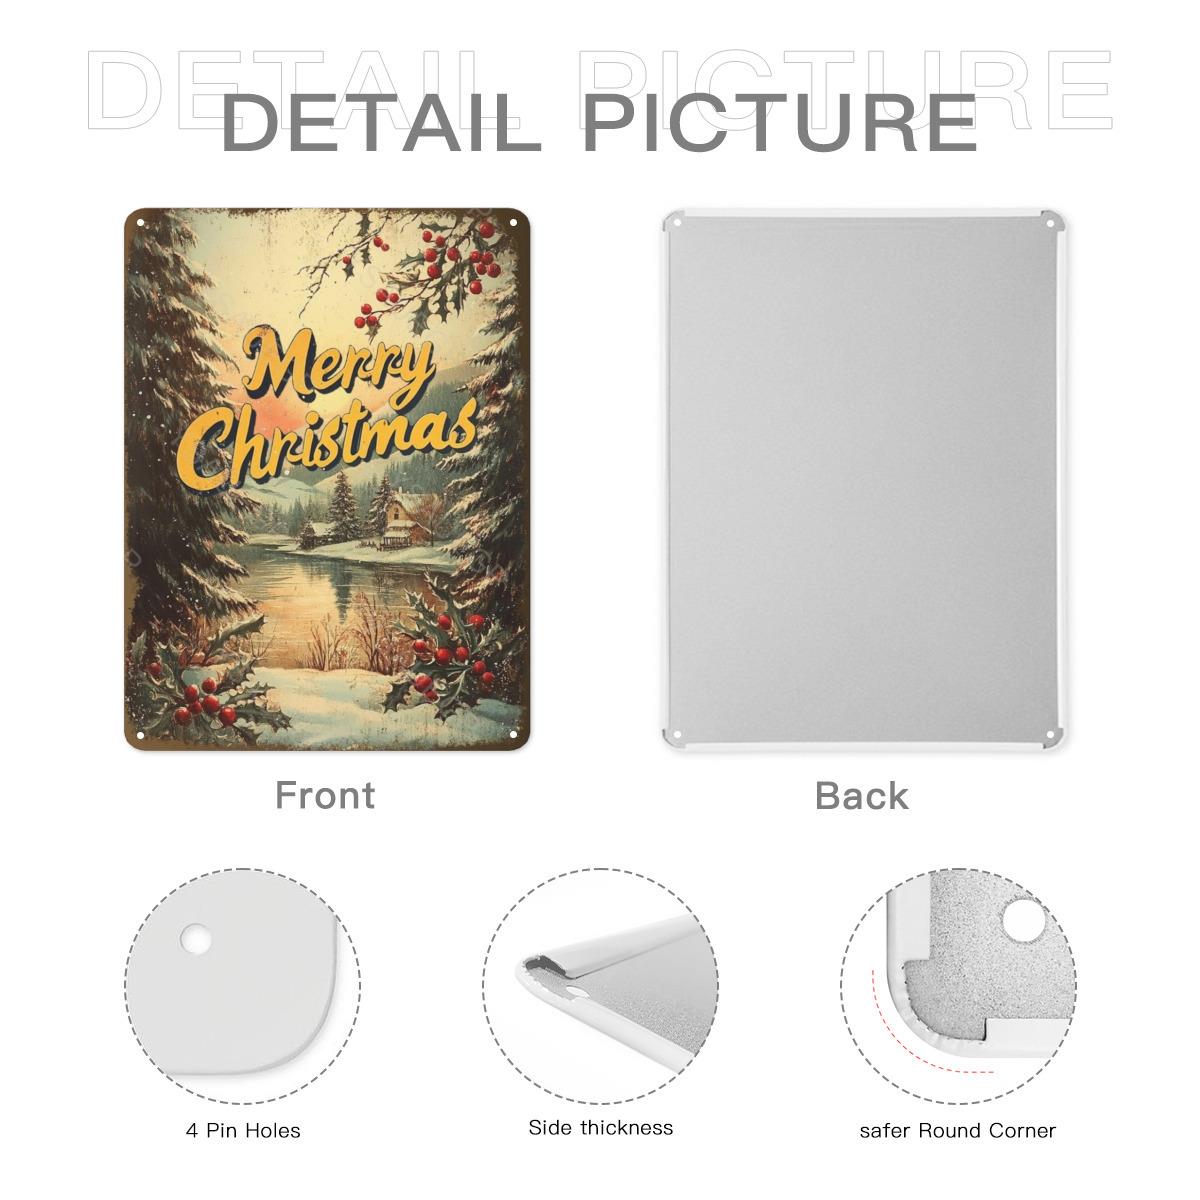 DETAIL PICTURE
DETAIL PICTURE
Merry
Christmas
Front
Back
4 Pin Holes
Side thickness
safer Round Corner